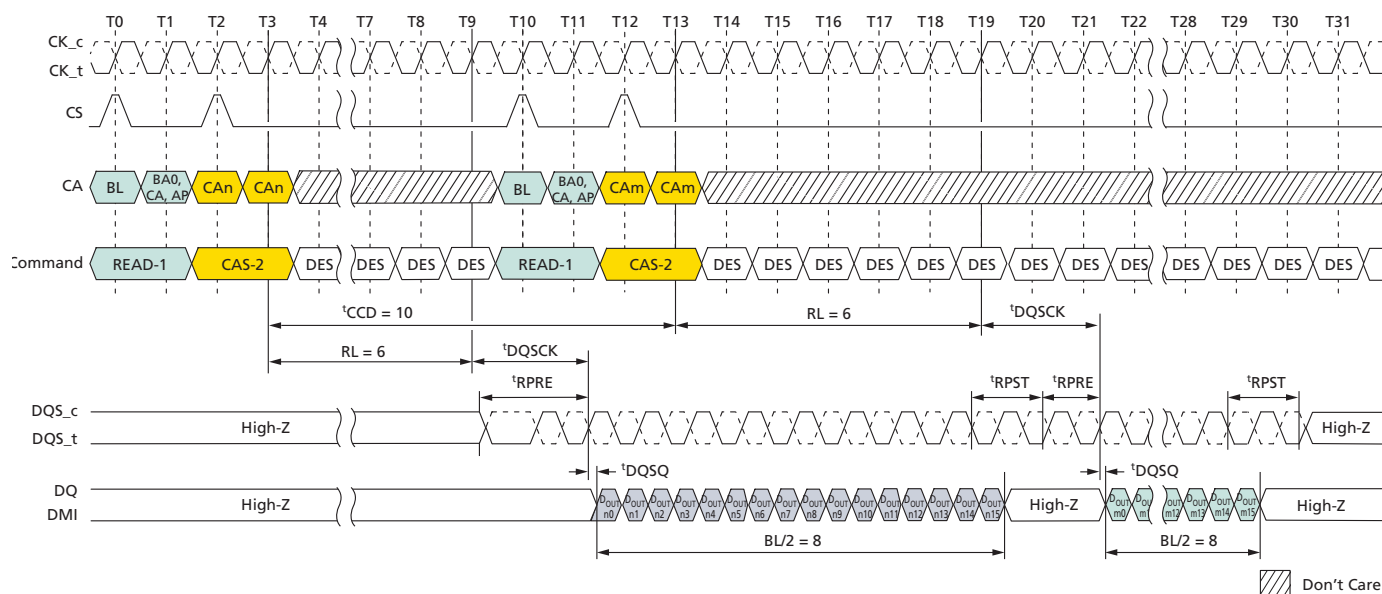 T0 T1 T2 T3 T4 T7 T8 T9 T10 T11 T12 T13 T14 T15 T16 T17 T18 T19 T20 T21 T22 T28 T29 T30 T31
CK_c
CK_t
CS
CA BL BA0, CA, AP CAn CAn BL BA0, CA, AP CAm CAm
Command READ-1 CAS-2 DES DES DES DES READ-1 CAS-2 DES DES DES DES DES DES DES DES DES DES DES DES DES
tCCD = 10 RL = 6 tDQSCK
RL = 6 tDQSCK
tRPRE tRPST tRPRE tRPST
DQS_c
DQS_t High-Z High-Z
tDQSQ tDQSQ
DQ
DMI High-Z DOUT n0 DOUT n1 DOUT n2 DOUT n3 DOUT n4 DOUT n5 DOUT n6 DOUT n7 DOUT n8 DOUT n9 DOUT n10 DOUT n11 DOUT n12 DOUT n13 DOUT n14 DOUT n15 High-Z DOUT m0 DOUT m1 DOUT m12 DOUT m13 DOUT m14 DOUT m15 High-Z
BL/2 = 8 BL/2 = 8
Don't Care